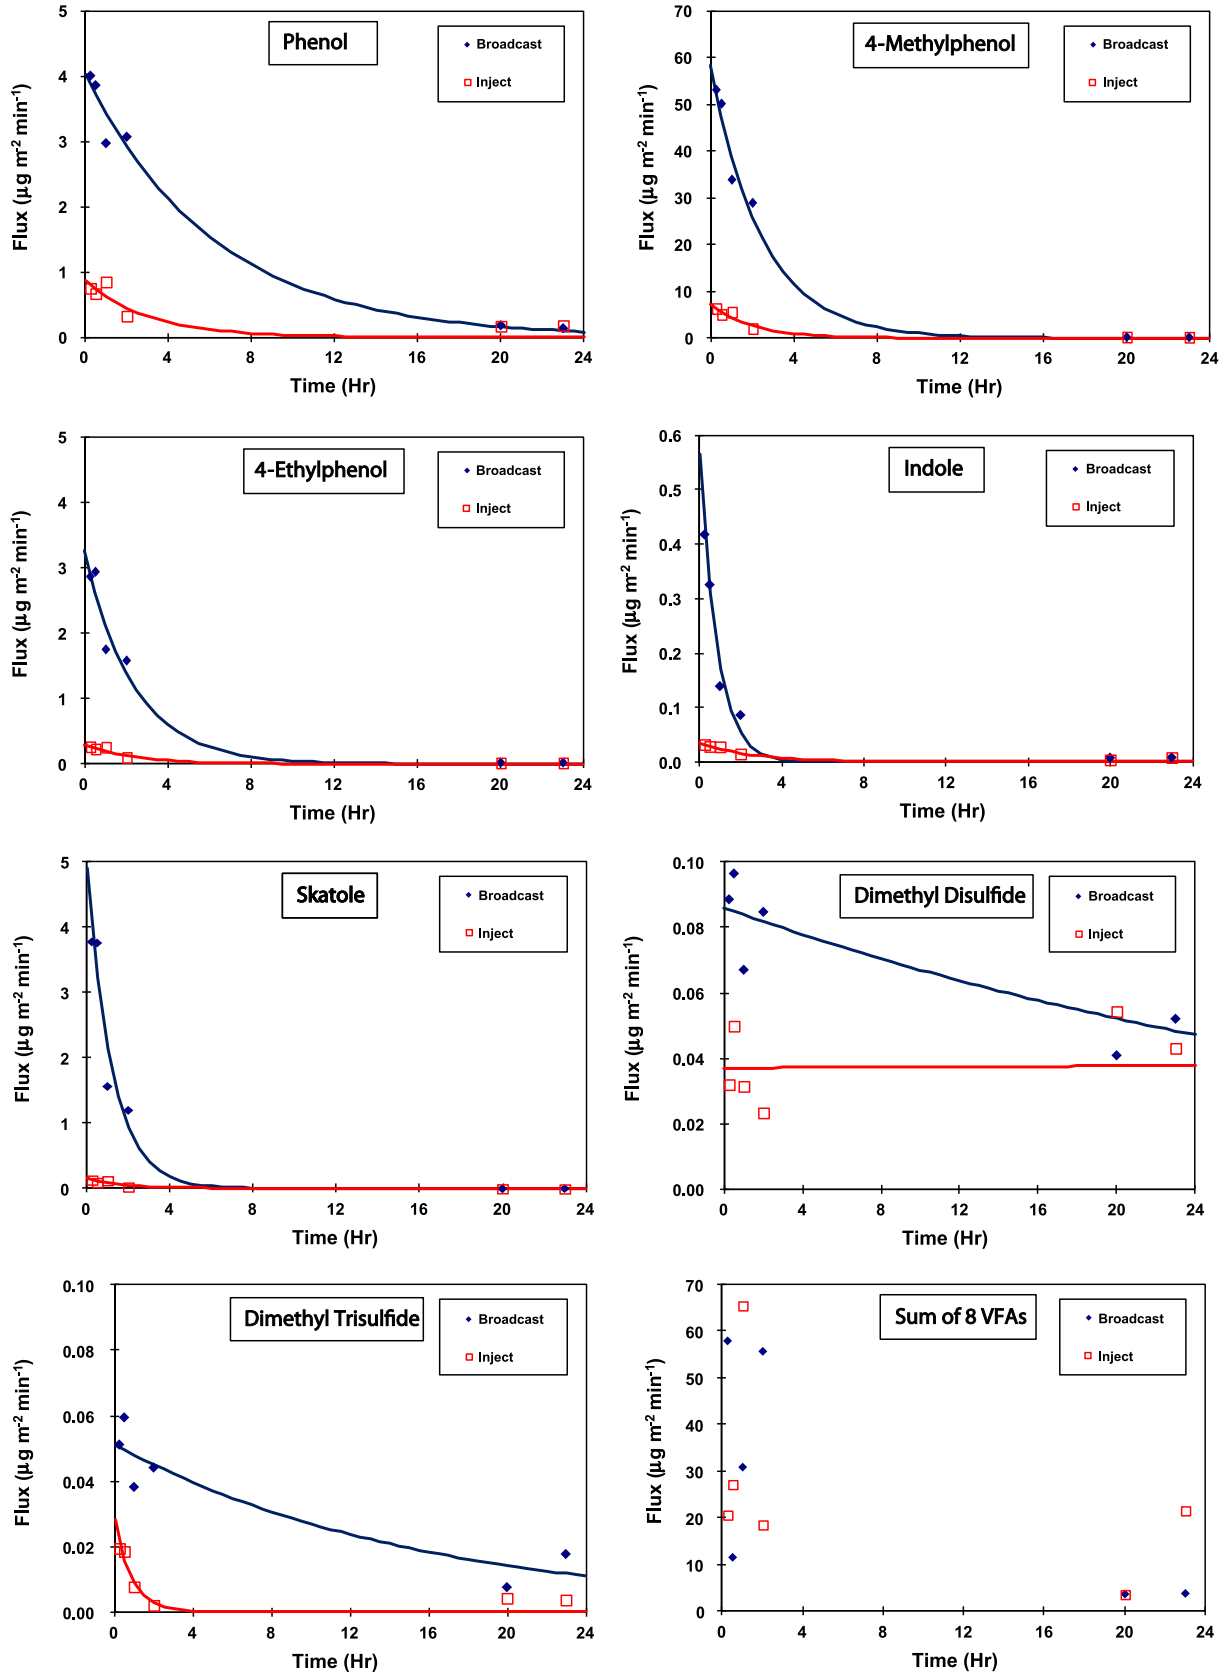 Phenol
Broadcast
Inject
Flux (µg m-2 min-1)
5
4
3
2
1
0
0 4 8 12 16 20 24
Time (Hr)
4-Methylphenol
Broadcast
Inject
Flux (µg m-2 min-1)
70
60
50
40
30
20
10
0
0 4 8 12 16 20 24
Time (Hr)
4-Ethylphenol
Broadcast
Inject
Flux (µg m-2 min-1)
5
4
3
2
1
0
0 4 8 12 16 20 24
Time (Hr)
Indole
Broadcast
Inject
Flux (µg m-2 min-1)
0.6
0.5
0.4
0.3
0.2
0.1
0.0
0 4 8 12 16 20 24
Time (Hr)
Skatole
Broadcast
Inject
Flux (µg m-2 min-1)
5
4
3
2
1
0
0 4 8 12 16 20 24
Time (Hr)
Dimethyl Disulfide
Broadcast
Inject
Flux (µg m-2 min-1)
0.10
0.08
0.06
0.04
0.02
0.00
0 4 8 12 16 20 24
Time (Hr)
Dimethyl Trisulfide
Broadcast
Inject
Flux (µg m-2 min-1)
0.10
0.08
0.06
0.04
0.02
0.00
0 4 8 12 16 20 24
Time (Hr)
Sum of 8 VFAs
Broadcast
Inject
Flux (µg m-2 min-1)
70
60
50
40
30
20
10
0
0 4 8 12 16 20 24
Time (Hr)